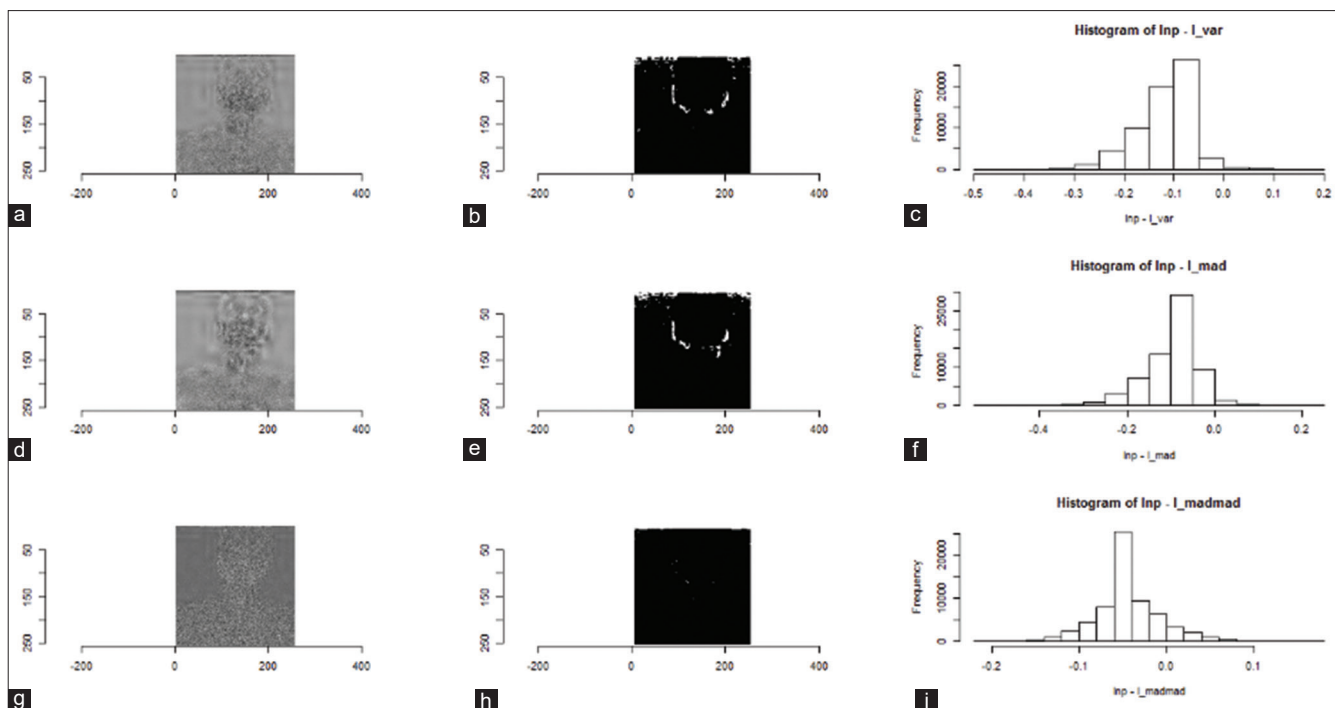 50
150
250
-200 0 200 400
a
50
150
250
-200 0 200 400
b
Histogram of Inp - I_var
Frequency
0 10000 20000
-0.5 -0.4 -0.3 -0.2 -0.1 0.0 0.1 0.2
Inp - I_var
c
50
150
250
-200 0 200 400
d
50
150
250
-200 0 200 400
e
Histogram of Inp - I_mad
Frequency
0 10000 25000
-0.4 -0.2 0.0 0.2
Inp - I_mad
f
50
150
250
-200 0 200 400
g
50
150
250
-200 0 200 400
h
Histogram of Inp - I_madmad
Frequency
0 10000 20000
-0.2 -0.1 0.0 0.1
Inp - I_madmad
i